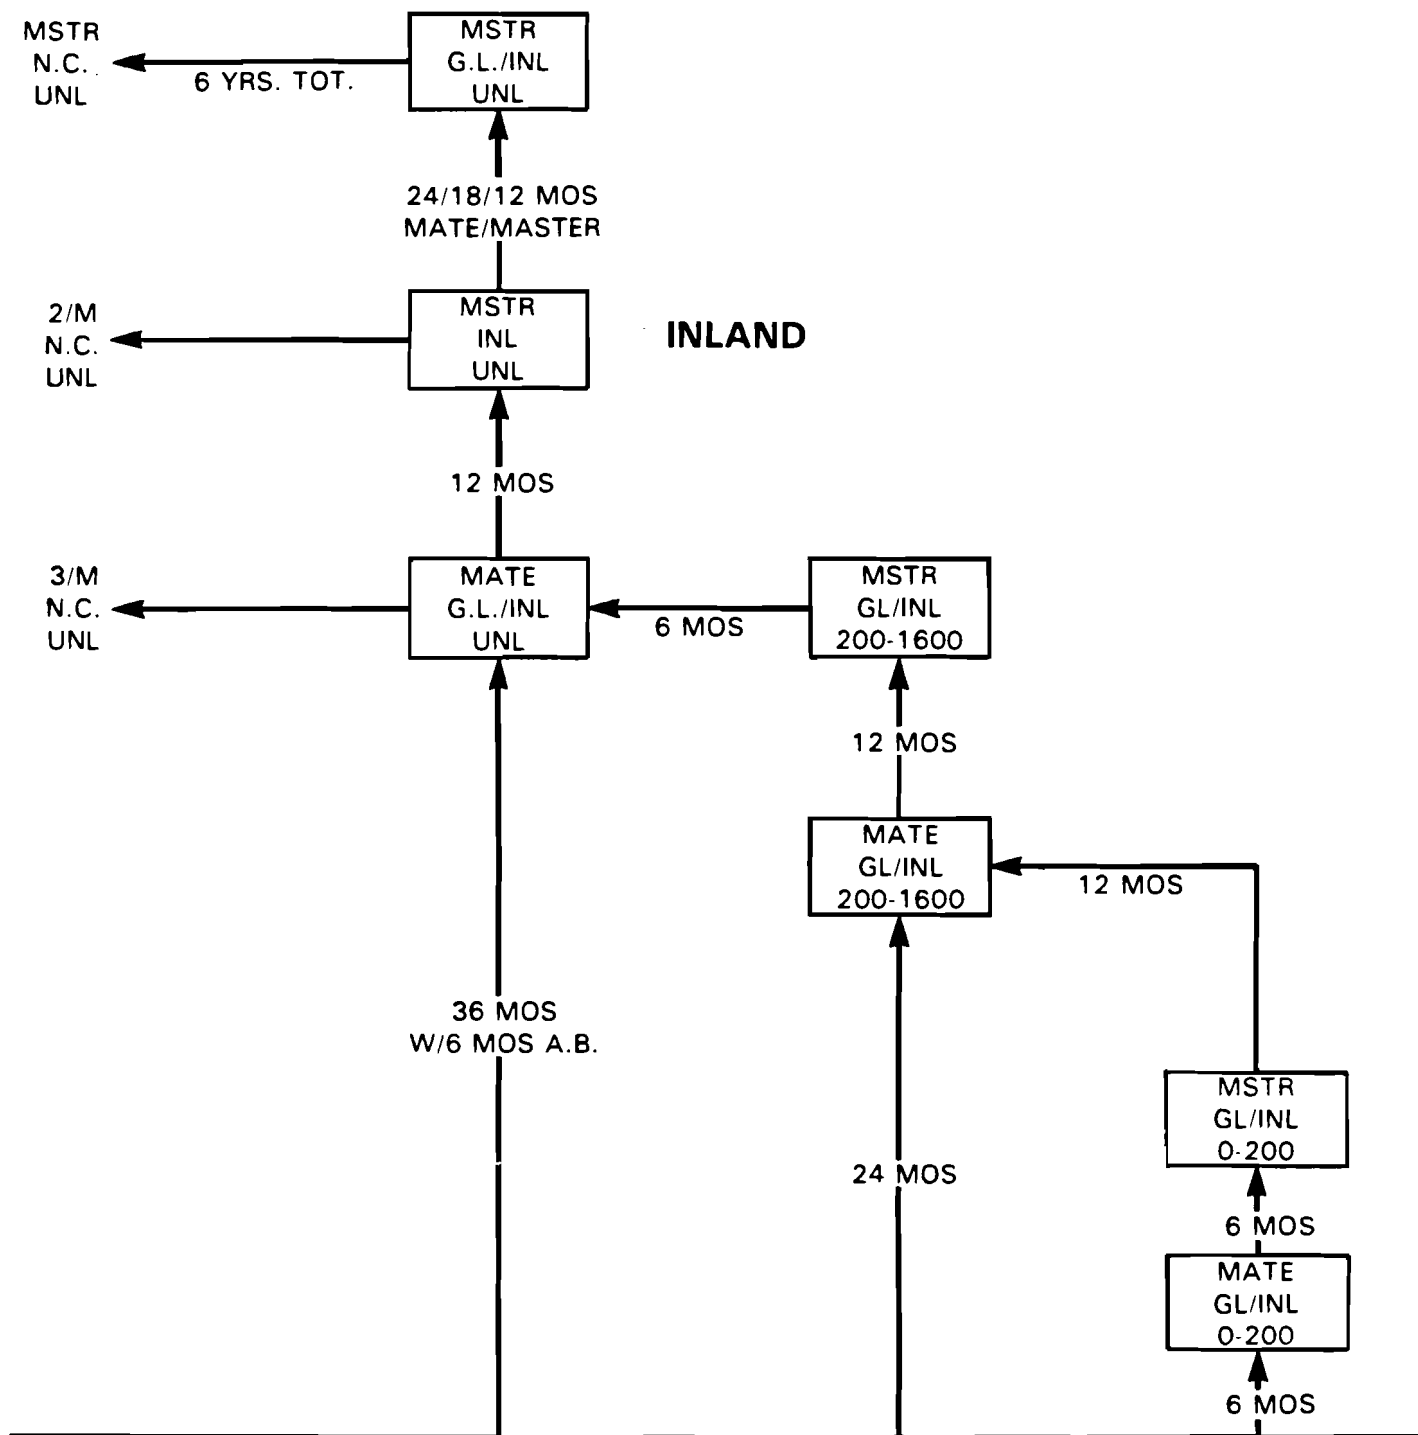 MSTR
N.C.
UNL
6 YRS. TOT.
MSTR
G.L./INL
UNL
24/18/12 MOS
MATE/MASTER
2/M
N.C.
UNL
MSTR
INL
UNL
INLAND
12 MOS
3/M
N.C.
UNL
MATE
G.L./INL
UNL
6 MOS
MSTR
GL/INL
200-1600
12 MOS
MATE
GL/INL
200-1600
12 MOS
36 MOS
W/6 MOS A.B.
24 MOS
MSTR
GL/INL
0-200
6 MOS
MATE
GL/INL
0-200
6 MOS